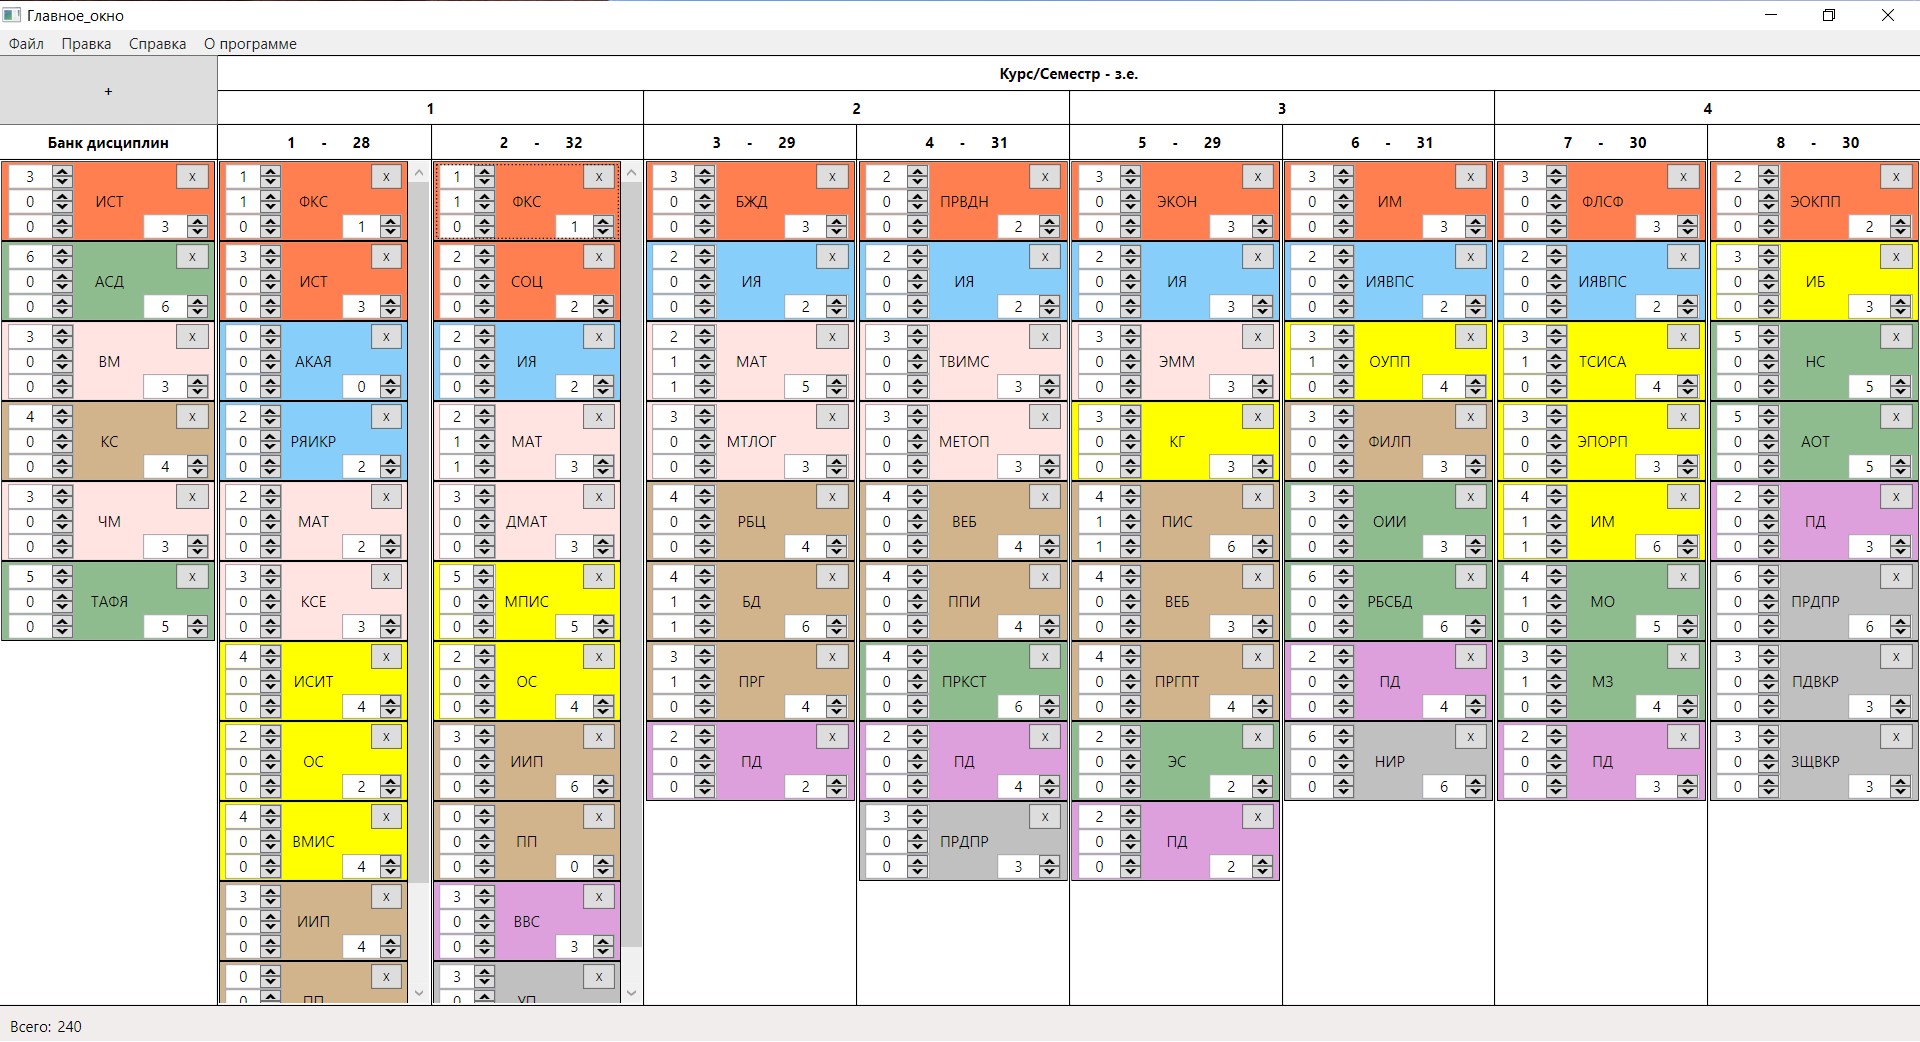 Главное_окно
Файл Правка Справка О программе
+ Курс/Семестр - з.е.
1 2 3 4
Банк дисциплин 1 - 28 2 - 32 3 - 29 4 - 31 5 - 29 6 - 31 7 - 30 8 - 30
3 x 1 x 1 x 3 x 2 x 3 x 3 x 3 x 2 x
0 ИСТ 1 ФКС 1 ФКС 0 БЖД 0 ПРВДН 0 ЭКОН 0 ИМ 0 ФЛСФ 0 ЭОКПП
0 3 0 1 0 1 0 3 0 2 0 3 0 3 0 3 0 2
6 x 3 x 2 x 2 x 2 x 2 x 2 x 2 x 3 x
0 АСД 0 ИСТ 0 СОЦ 0 ИЯ 0 ИЯ 0 ИЯ 0 ИЯВПС 0 ИЯВПС 0 ИБ
0 6 0 3 0 2 0 2 0 2 0 3 0 2 0 2 0 3
3 x 0 x 2 x 2 x 3 x 3 x 3 x 3 x 5 x
0 ВМ 0 АКАЯ 0 ИЯ 1 МАТ 0 ТВИМС 0 ЭММ 1 ОУПП 1 ТСИСА 0 НС
0 3 0 0 0 2 1 5 0 3 0 3 0 4 0 4 0 5
4 x 2 x 2 x 3 x 3 x 3 x 3 x 3 x 5 x
0 КС 0 РЯИКР 1 МАТ 0 МТЛОГ 0 МЕТОП 0 КГ 0 ФИЛП 0 ЭПОРП 0 АОТ
0 4 0 2 1 3 0 3 0 3 0 3 0 3 0 3 0 5
3 x 2 x 3 x 4 x 4 x 4 x 3 x 4 x 2 x
0 ЧМ 0 МАТ 0 ДМАТ 0 РБЦ 0 ВЕБ 1 ПИС 0 ОИИ 1 ИМ 0 ПД
0 3 0 2 0 3 0 4 0 4 1 6 0 3 1 6 0 3
5 x 3 x 5 x 4 x 4 x 4 x 6 x 4 x 6 x
0 ТАФЯ 0 КСЕ 0 МПИС 1 БД 0 ППИ 0 ВЕБ 0 РБСБД 1 МО 0 ПРДПР
0 5 0 3 0 5 1 6 0 4 0 3 0 6 0 5 0 6
4 x 2 x 3 x 4 x 4 x 2 x 3 x 3 x
0 ИСИТ 0 ОС 1 ПРГ 0 ПРКСТ 0 ПРГПТ 0 ПД 1 МЗ 0 ПДВКР
0 4 0 4 0 4 0 6 0 4 0 4 0 4 0 3
2 x 3 x 2 x 2 x 2 x 6 x 2 x 3 x
0 ОС 0 ИИП 0 ПД 0 ПД 0 ЭС 0 НИР 0 ПД 0 ЗЩВКР
0 2 0 6 0 2 0 4 0 2 0 6 0 3 0 3
4 x 0 x 3 x 2 x
0 ВМИС 0 ПП 0 ПРДПР 0 ПД
0 4 0 0 0 3 0 2
3 x 3 x
0 ИИП 0 ВВС
0 4 0 3
0 x 3 x
0 ПП 0 УП
Всего: 240